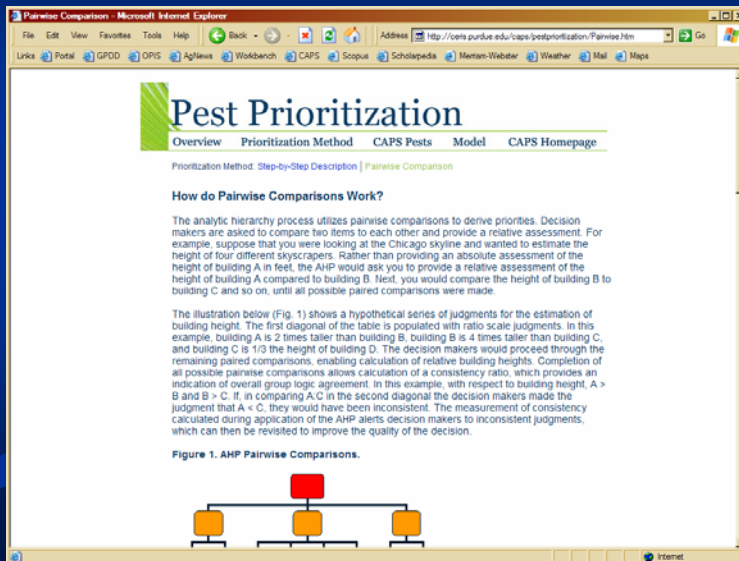 Pairwise Comparison - Microsoft Internet Explorer
File Edit View Favorites Tools Help Back Address http://ceris.purdue.edu/caps/pestprioritization/Pairwise.htm Go
Links Portal GPDD OPIS AgNews Workbench CAPS Scopus Scholarpedia Merriam-Webster Weather Mail Maps
Pest Prioritization
Overview Prioritization Method CAPS Pests Model CAPS Homepage
Prioritization Method: Step-by-Step Description | Pairwise Comparison
How do Pairwise Comparisons Work?
The analytic hierarchy process utilizes pairwise comparisons to derive priorities. Decision
makers are asked to compare two items to each other and provide a relative assessment. For
example, suppose that you were looking at the Chicago skyline and wanted to estimate the
height of four different skyscrapers. Rather than providing an absolute assessment of the
height of building A in feet, the AHP would ask you to provide a relative assessment of the
height of building A compared to building B. Next, you would compare the height of building B to
building C and so on, until all possible paired comparisons were made.
The illustration below (Fig. 1) shows a hypothetical series of judgments for the estimation of
building height. The first diagonal of the table is populated with ratio scale judgments. In this
example, building A is 2 times taller than building B, building B is 4 times taller than building C,
and building C is 1/3 the height of building D. The decision makers would proceed through the
remaining paired comparisons, enabling calculation of relative building heights. Completion of
all possible pairwise comparisons allows calculation of a consistency ratio, which provides an
indication of overall group logic agreement. In this example, with respect to building height, A >
B and B > C. If, in comparing A:C in the second diagonal the decision makers made the
judgment that A < C, they would have been inconsistent. The measurement of consistency
calculated during application of the AHP alerts decision makers to inconsistent judgments,
which can then be revisited to improve the quality of the decision.
Figure 1. AHP Pairwise Comparisons.
Internet